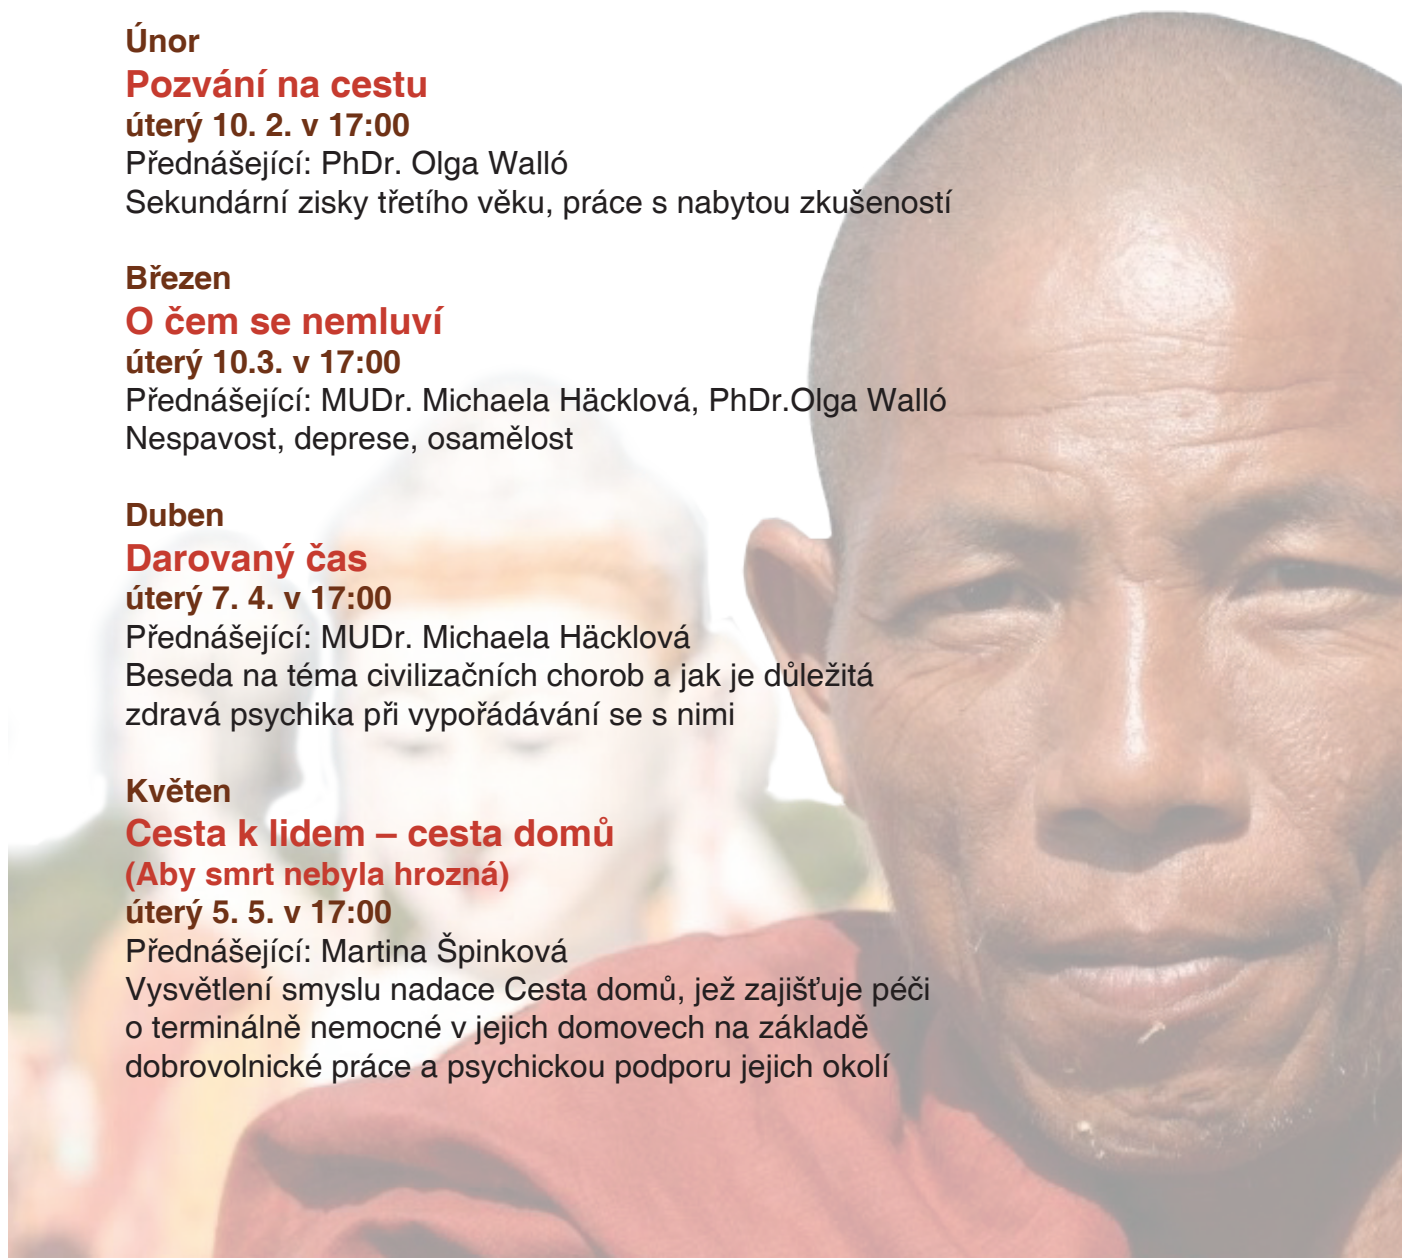 Únor
Pozvání na cestu
úterý 10. 2. v 17:00
Přednášející: PhDr. Olga Walló
Sekundární zisky třetího věku, práce s nabytou zkušeností
Březen
O čem se nemluví
úterý 10.3. v 17:00
Přednášející: MUDr. Michaela Häcklová, PhDr.Olga Walló
Nespavost, deprese, osamělost
Duben
Darovaný čas
úterý 7. 4. v 17:00
Přednášející: MUDr. Michaela Häcklová
Beseda na téma civilizačních chorob a jak je důležitá
zdravá psychika při vypořádávání se s nimi
Květen
Cesta k lidem – cesta domů
(Aby smrt nebyla hrozná)
úterý 5. 5. v 17:00
Přednášející: Martina Špinková
Vysvětlení smyslu nadace Cesta domů, jež zajišťuje péči
o terminálně nemocné v jejich domovech na základě
dobrovolnické práce a psychickou podporu jejich okolí